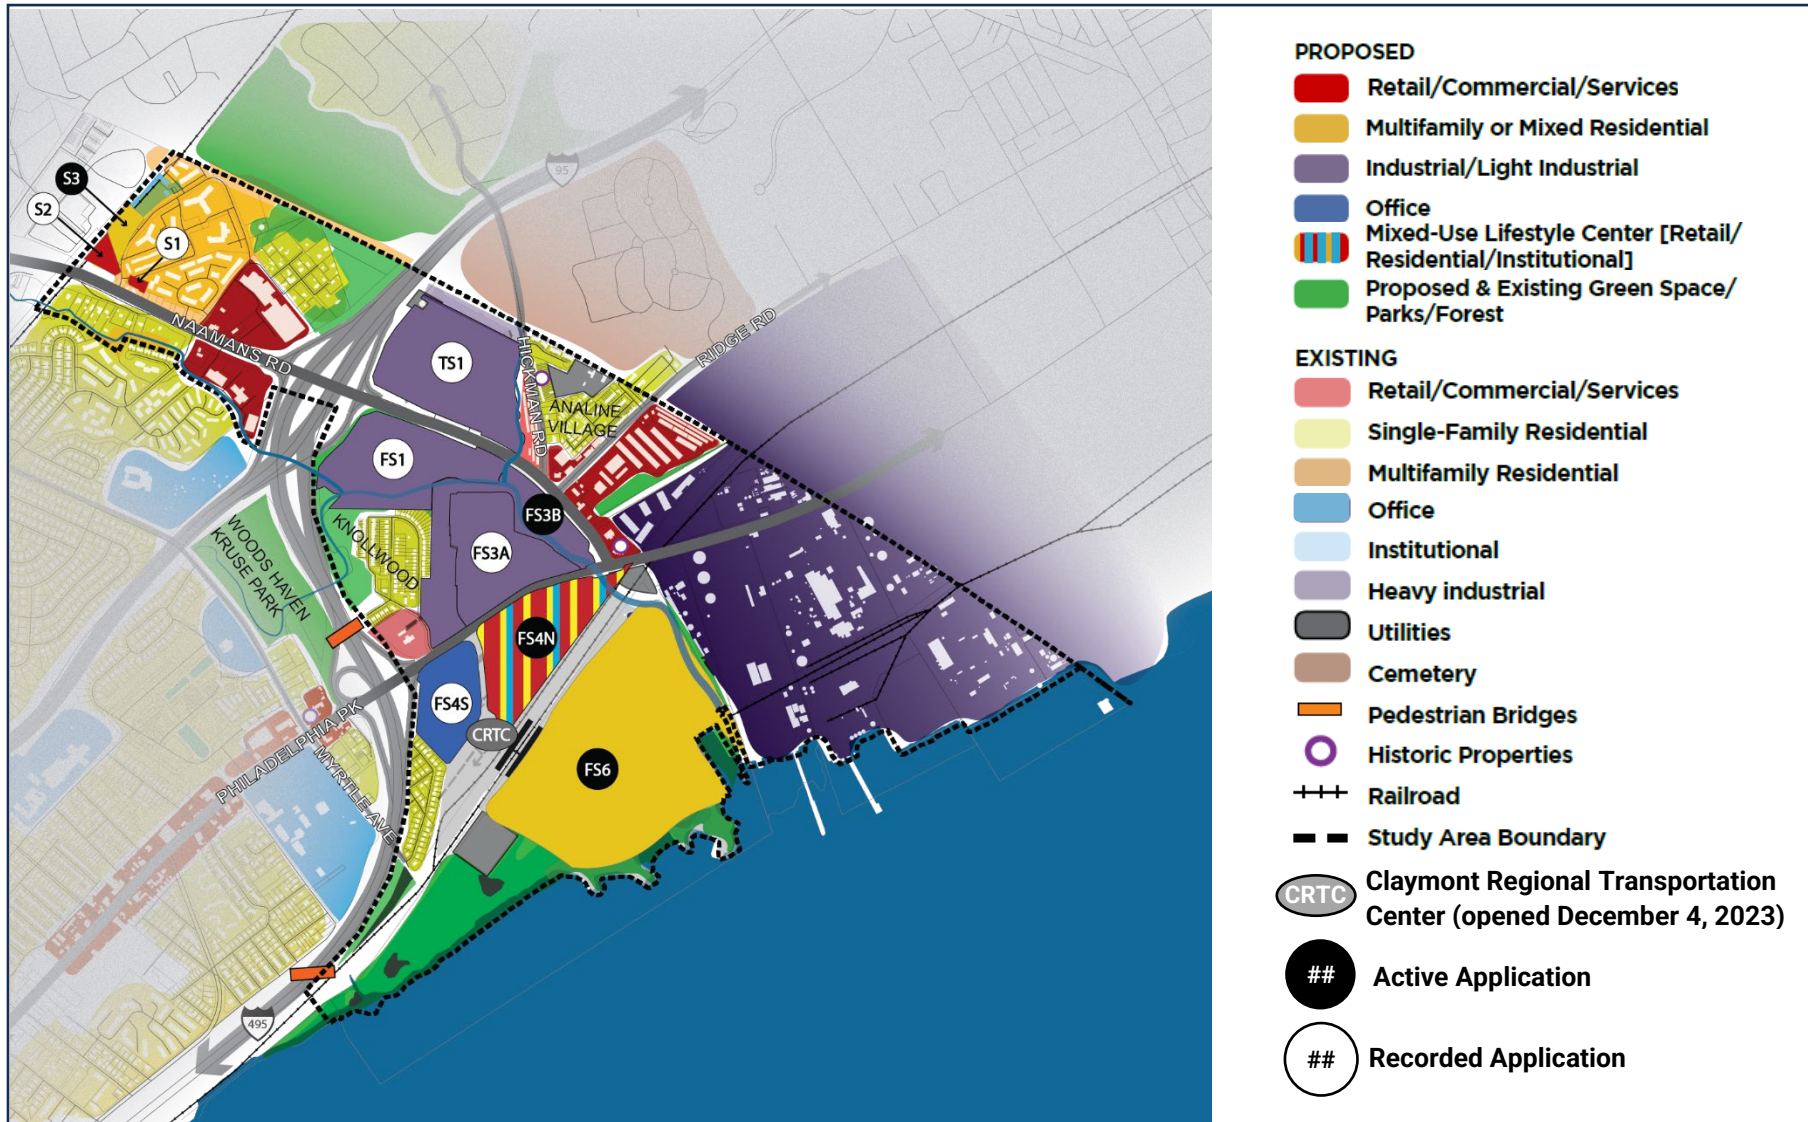 S3
S2
S1
95
NAAMANS RD
TS1
HICKMAN RD
RIDGE RD
ANALINE
VILLAGE
FS1
FS3B
FS3A
KNOLLWOOD
WOODS HAVEN
KRUSE PARK
FS4N
FS4S
CRTC
FS6
PHILADELPHIA PK
MYRTLE AVE
495
PROPOSED
Retail/Commercial/Services
Multifamily or Mixed Residential
Industrial/Light Industrial
Office
Mixed-Use Lifestyle Center [Retail/
Residential/Institutional]
Proposed & Existing Green Space/
Parks/Forest
EXISTING
Retail/Commercial/Services
Single-Family Residential
Multifamily Residential
Office
Institutional
Heavy industrial
Utilities
Cemetery
Pedestrian Bridges
Historic Properties
Railroad
Study Area Boundary
CRTC
Claymont Regional Transportation
Center (opened December 4, 2023)
##
Active Application
##
Recorded Application